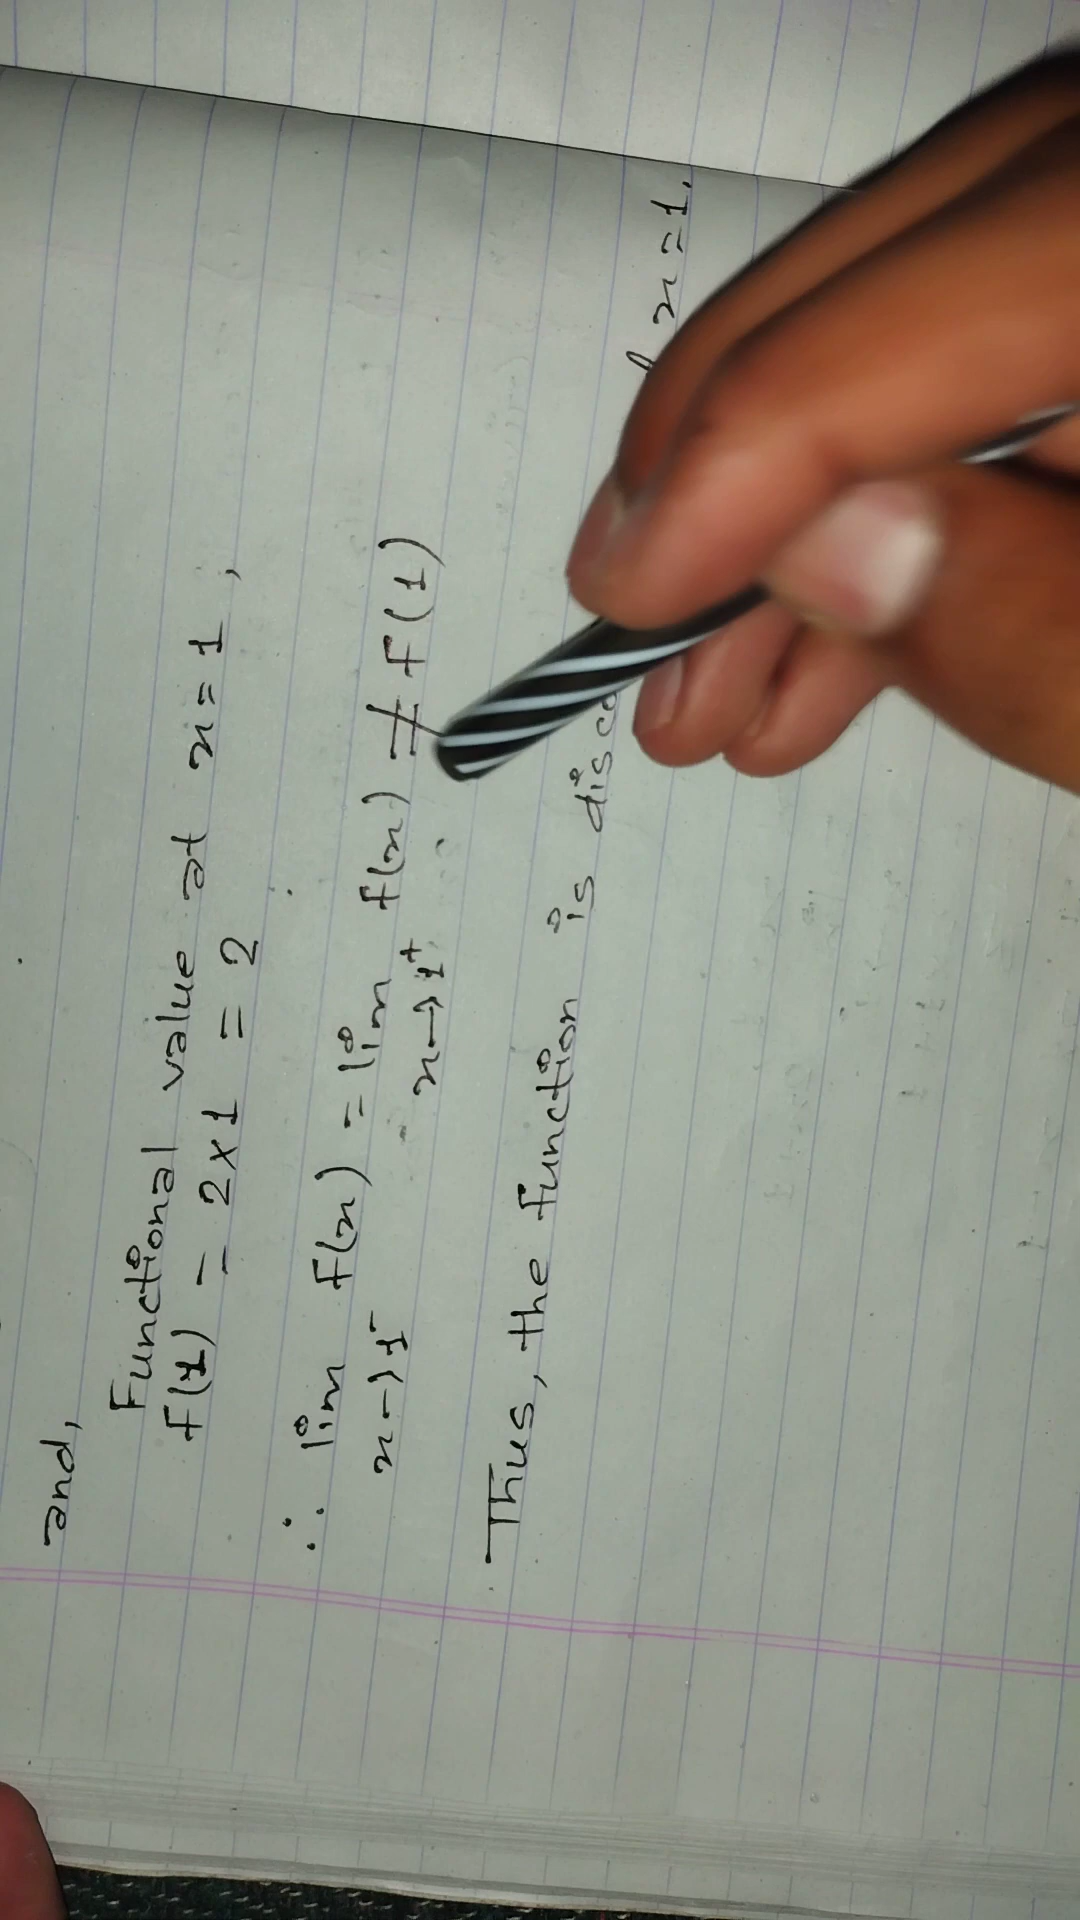 and,
Functional value at x=1,
f(1) = 2×1 = 2
∴ lim f(x) = lim f(x) ≠ f(1)
x→1⁻ x→1⁺
Thus, the function is x=1.